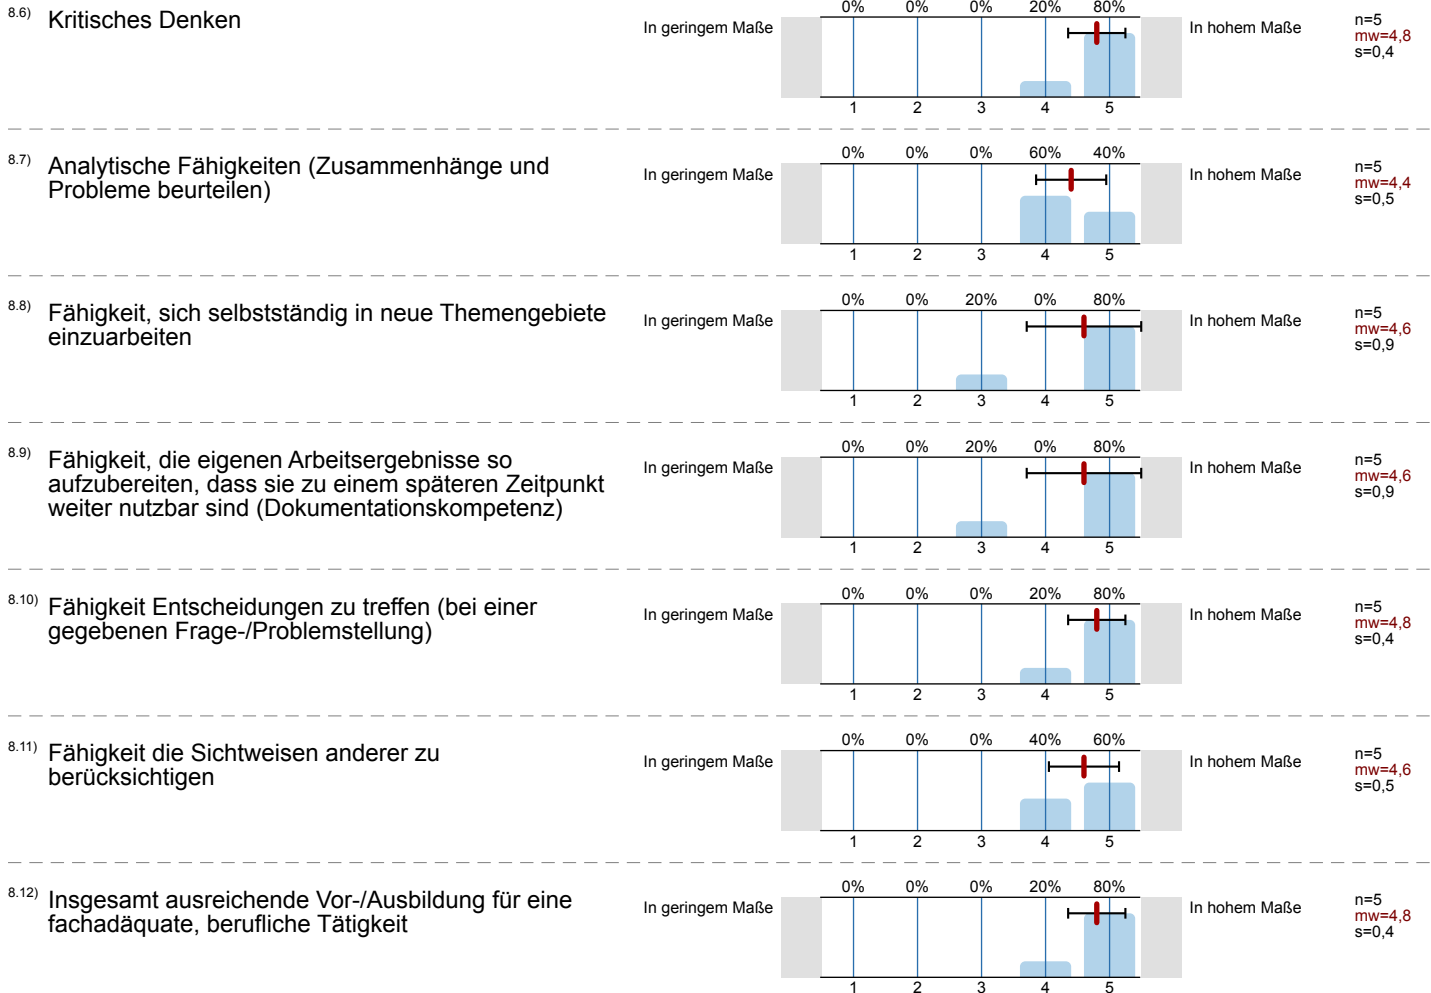 8.6) Kritisches Denken
0% 0% 0% 20% 80%
In geringem Maße
In hohem Maße
n=5
mw=4,8
s=0,4
1 2 3 4 5
8.7) Analytische Fähigkeiten (Zusammenhänge und
Probleme beurteilen)
0% 0% 0% 60% 40%
In geringem Maße
In hohem Maße
n=5
mw=4,4
s=0,5
1 2 3 4 5
8.8) Fähigkeit, sich selbstständig in neue Themengebiete
einzuarbeiten
0% 0% 20% 0% 80%
In geringem Maße
In hohem Maße
n=5
mw=4,6
s=0,9
1 2 3 4 5
8.9) Fähigkeit, die eigenen Arbeitsergebnisse so
aufzubereiten, dass sie zu einem späteren Zeitpunkt
weiter nutzbar sind (Dokumentationskompetenz)
0% 0% 20% 0% 80%
In geringem Maße
In hohem Maße
n=5
mw=4,6
s=0,9
1 2 3 4 5
8.10) Fähigkeit Entscheidungen zu treffen (bei einer
gegebenen Frage-/Problemstellung)
0% 0% 0% 20% 80%
In geringem Maße
In hohem Maße
n=5
mw=4,8
s=0,4
1 2 3 4 5
8.11) Fähigkeit die Sichtweisen anderer zu
berücksichtigen
0% 0% 0% 40% 60%
In geringem Maße
In hohem Maße
n=5
mw=4,6
s=0,5
1 2 3 4 5
8.12) Insgesamt ausreichende Vor-/Ausbildung für eine
fachadäquate, berufliche Tätigkeit
0% 0% 0% 20% 80%
In geringem Maße
In hohem Maße
n=5
mw=4,8
s=0,4
1 2 3 4 5